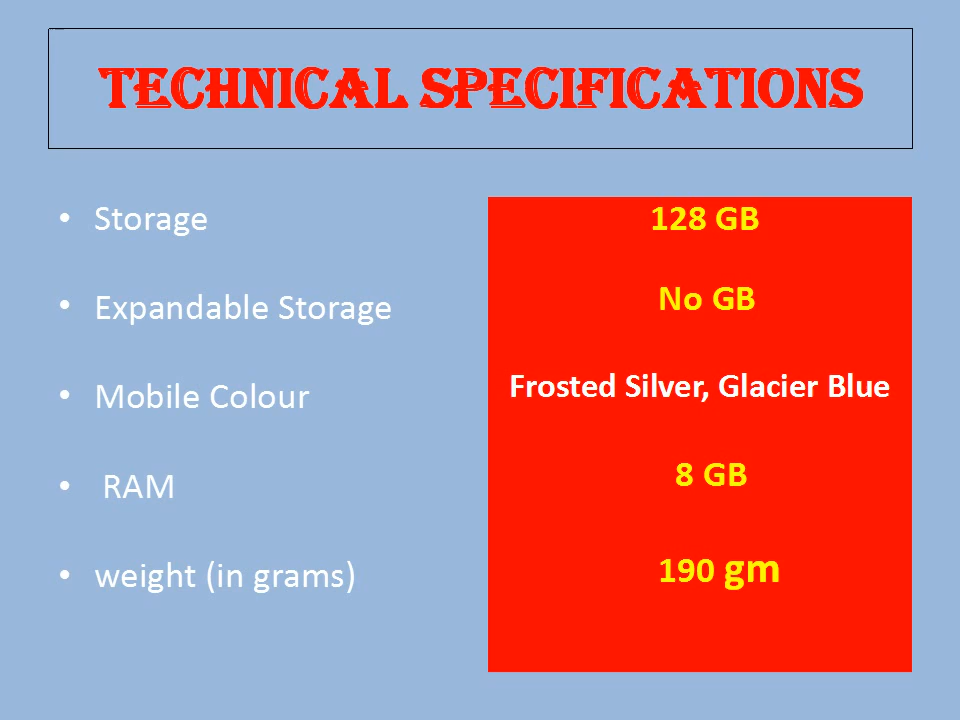 TECHNICAL SPECIFICATIONS
• Storage
128 GB
• Expandable Storage
No GB
• Mobile Colour
Frosted Silver, Glacier Blue
• RAM
8 GB
• weight (in grams)
190 gm